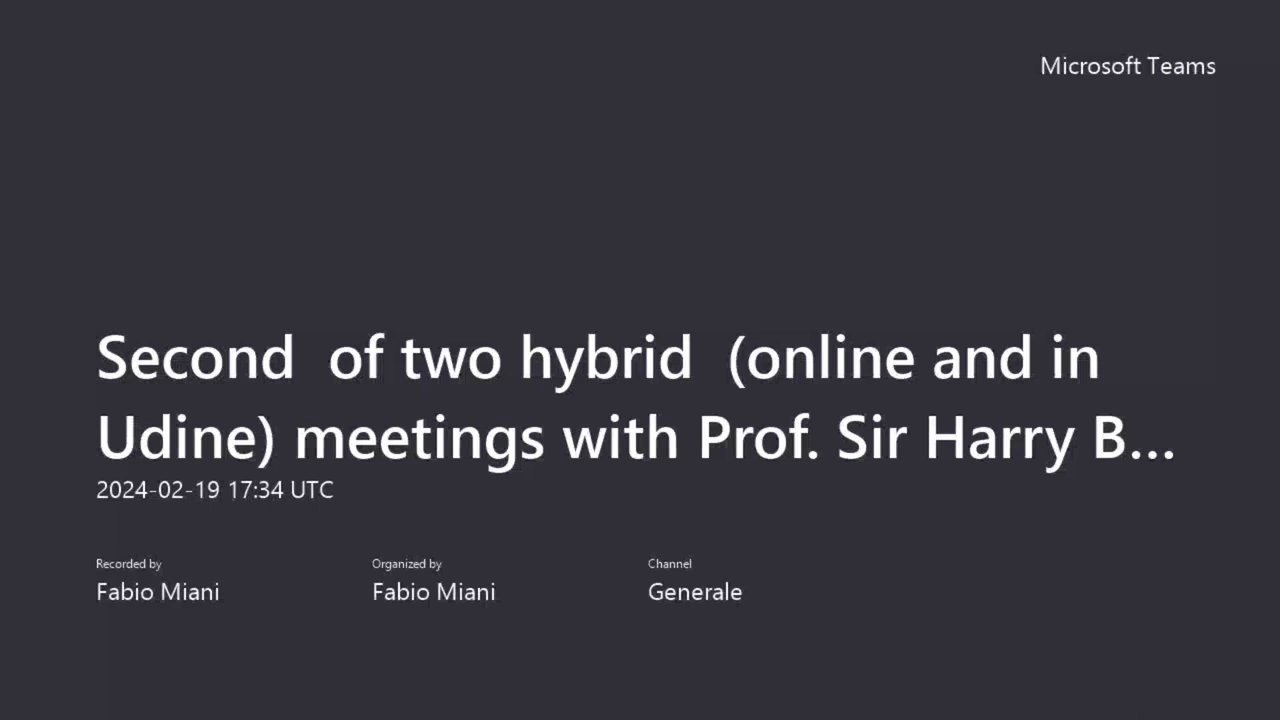 Microsoft Teams
Second  of two hybrid  (online and in
Udine) meetings with Prof. Sir Harry B...
2024-02-19 17:34 UTC
Recorded by
Fabio Miani
Organized by
Fabio Miani
Channel
Generale